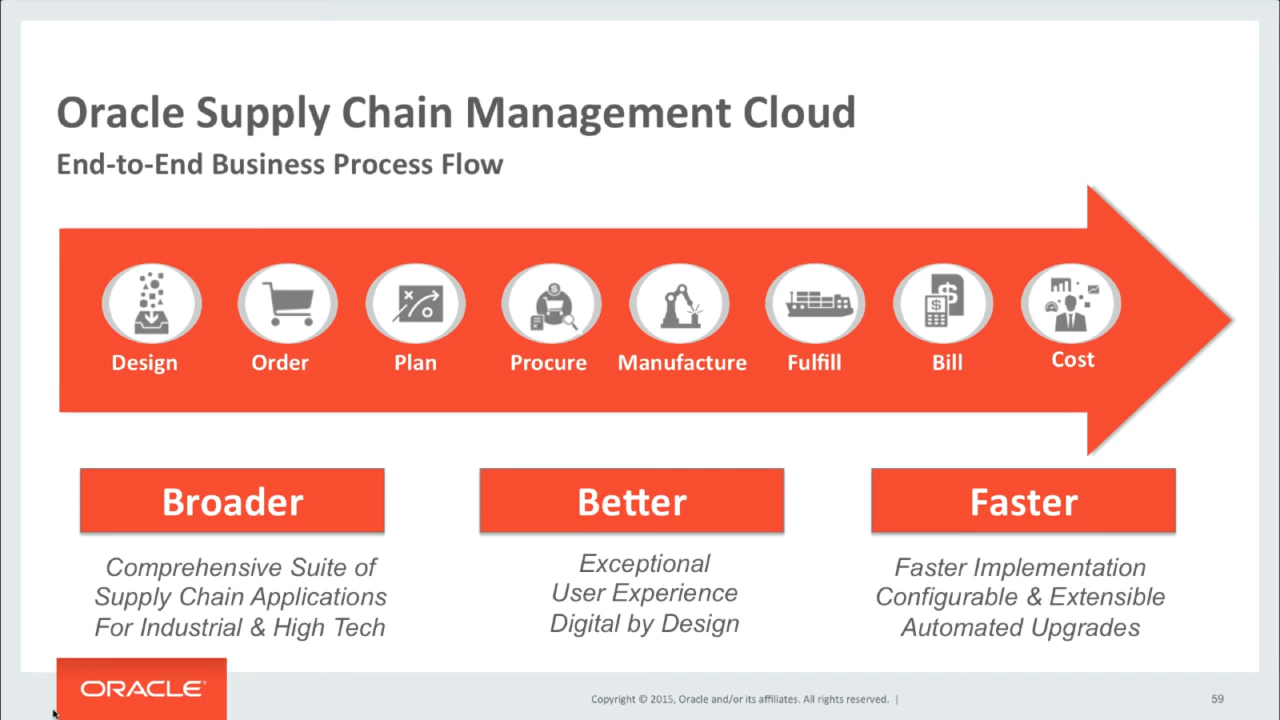 Oracle Supply Chain Management Cloud
End-to-End Business Process Flow
Design Order Plan Procure Manufacture Fulfill Bill Cost
Broader
Comprehensive Suite of
Supply Chain Applications
For Industrial & High Tech
Better
Exceptional
User Experience
Digital by Design
Faster
Faster Implementation
Configurable & Extensible
Automated Upgrades
ORACLE®
Copyright © 2015, Oracle and/or its affiliates. All rights reserved. |
59